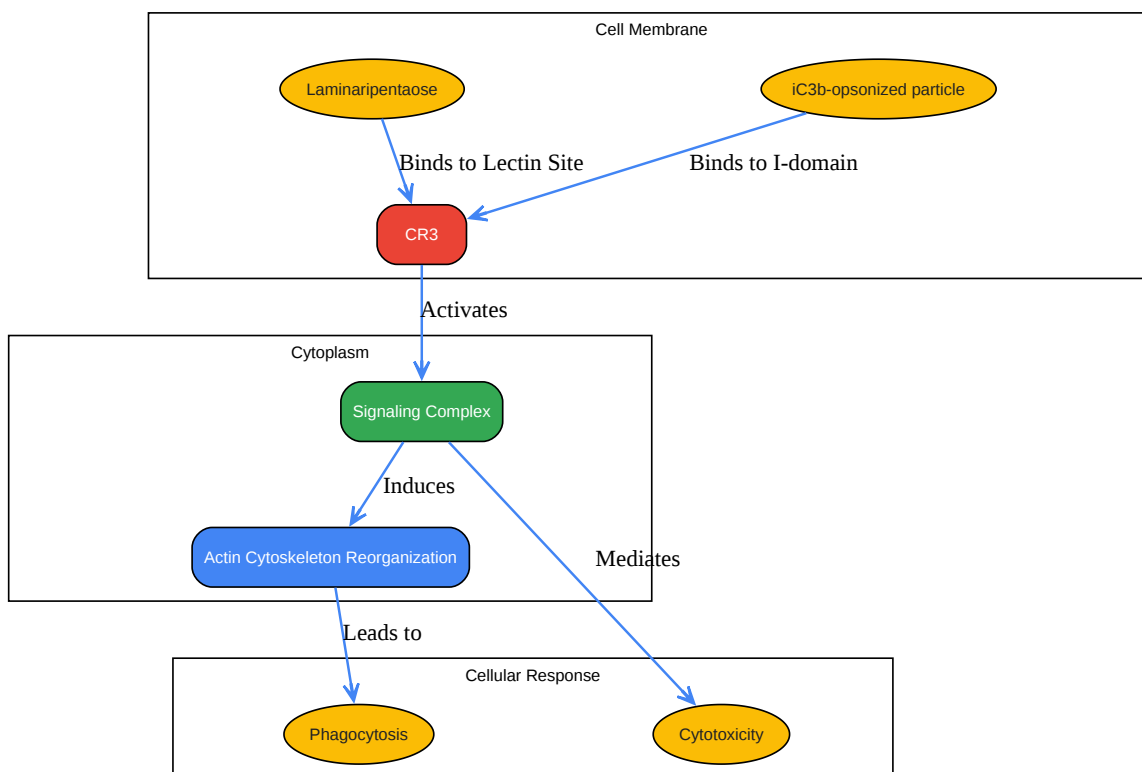 Cell Membrane
Laminaripentaose
iC3b-opsonized particle
Binds to Lectin Site
Binds to I-domain
CR3
Activates
Cytoplasm
Signaling Complex
Induces
Actin Cytoskeleton Reorganization
Mediates
Leads to
Cellular Response
Phagocytosis
Cytotoxicity